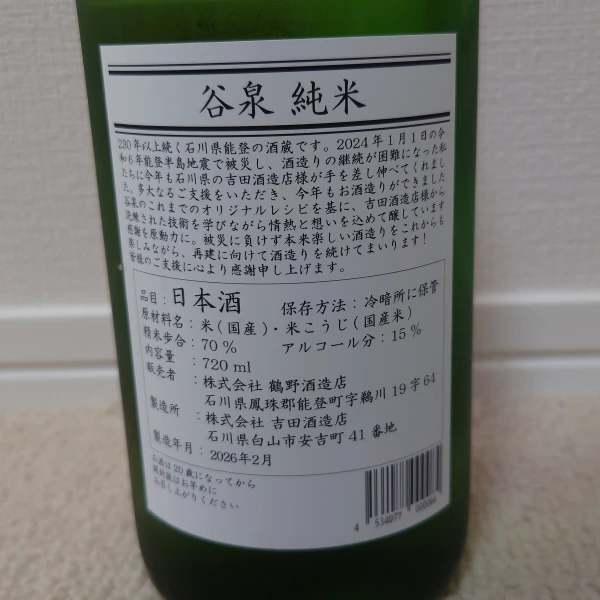 谷泉 純米
230年以上続く石川県能登の酒蔵です。2024年1月1日の令
和6年能登半島地震で被災し、酒造りの継続が困難になった私
たちに今年も石川県の吉田酒造店様が手を差し伸べてくれまし
た。多大なるご支援をいただき、今年もお酒造りができました
谷泉のこれまでのオリジナルレシピを基に、吉田酒造店様から
洗練された技術を学びながら情熱と想いを込めて醸しています
感謝を原動力に。被災に負けず本来楽しい酒造りをこれからも
楽しみながら、再建に向けて酒造りを続けてまいります!
皆様のご支援に心より感謝申し上げます。
品目:日本酒 保存方法:冷暗所に保管
原材料名:米(国産)・米こうじ(国産米)
精米歩合:70% アルコール分:15%
内容量:720ml
販売者:株式会社 鶴野酒造店
石川県鳳珠郡能登町字鵜川19字64
製造所:株式会社 吉田酒造店
石川県白山市安吉町41番地
製造年月:2026年2月
お酒は20歳になってから
開封後はお早めに
お召し上がりください
4 534077 000064